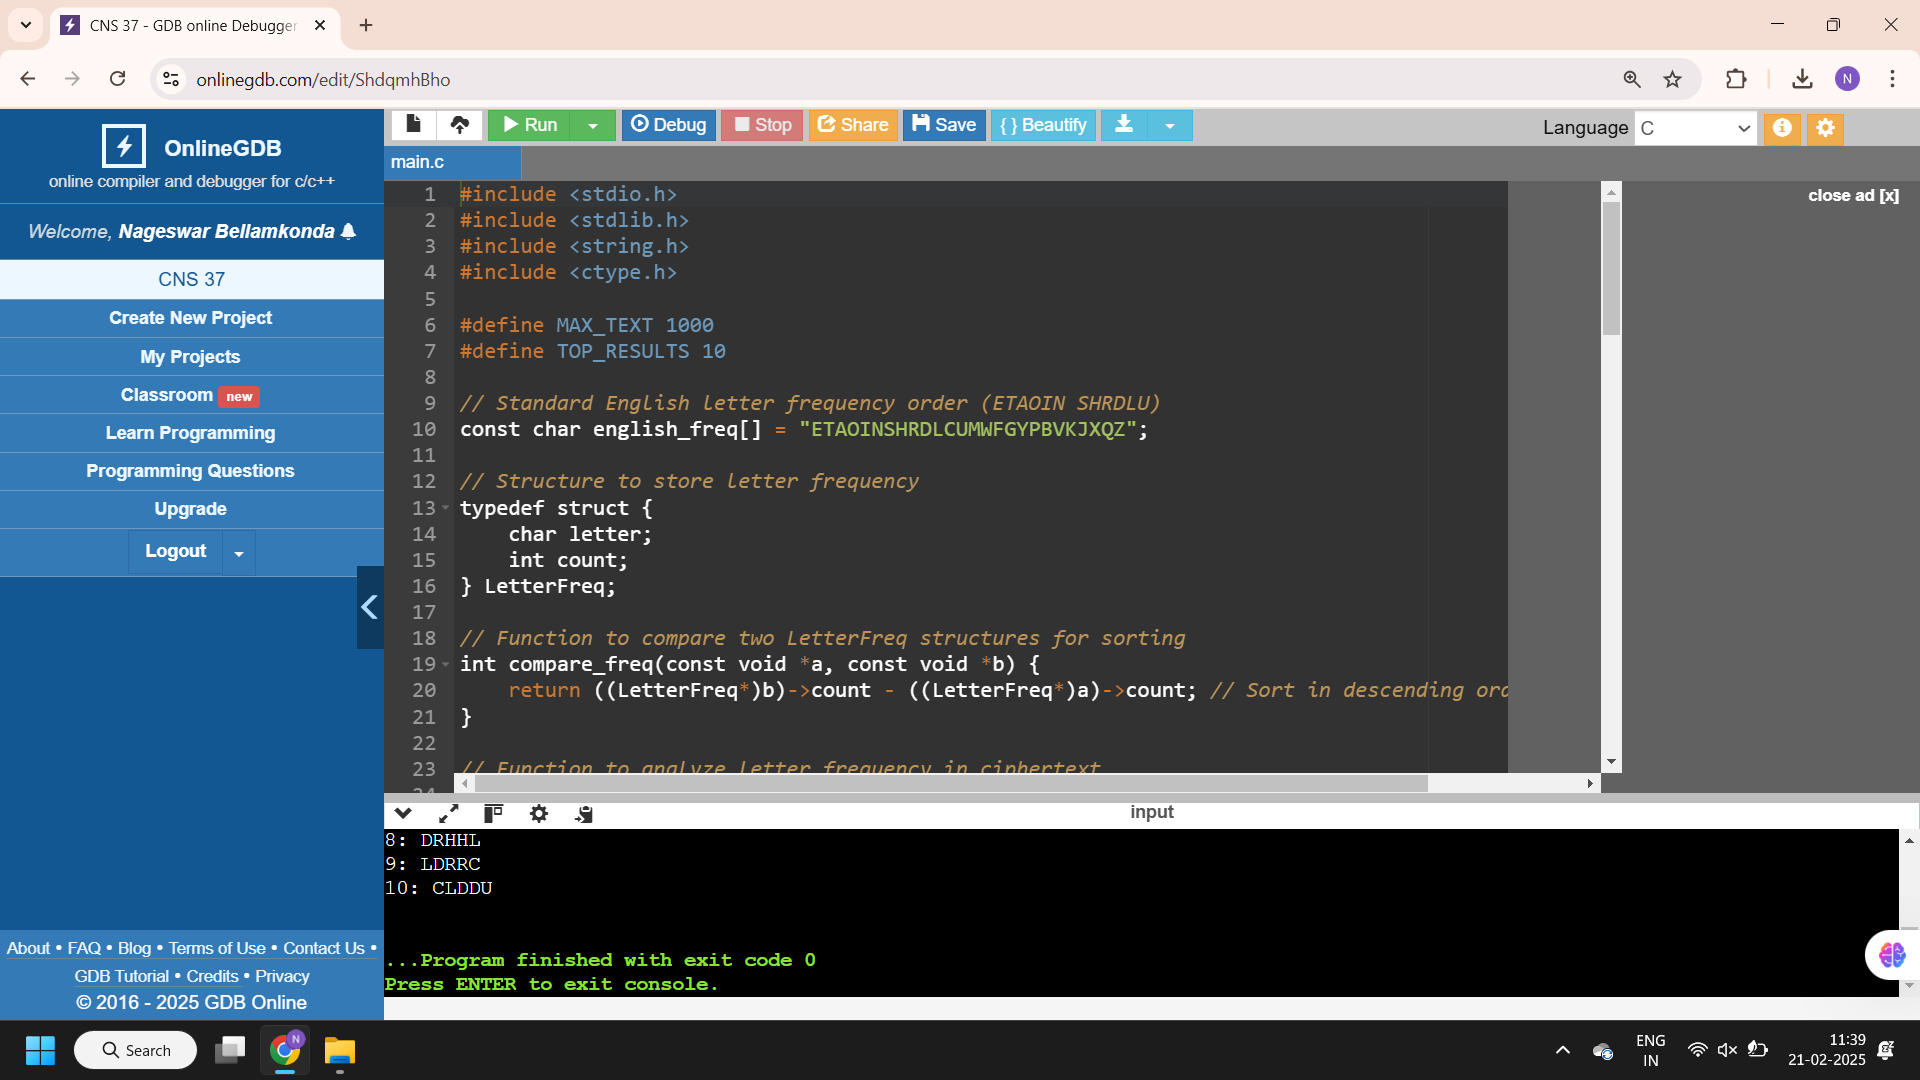 CNS 37 - GDB online Debugger
onlinegdb.com/edit/ShdqmhBho
N
OnlineGDB
online compiler and debugger for c/c++
Welcome, Nageswar Bellamkonda
CNS 37
Create New Project
My Projects
Classroom new
Learn Programming
Programming Questions
Upgrade
Logout
About • FAQ • Blog • Terms of Use • Contact Us •
GDB Tutorial • Credits • Privacy
© 2016 - 2025 GDB Online
Run Debug Stop Share Save { } Beautify
Language C
main.c
close ad [x]
1 #include <stdio.h>
2 #include <stdlib.h>
3 #include <string.h>
4 #include <ctype.h>
5
6 #define MAX_TEXT 1000
7 #define TOP_RESULTS 10
8
9 // Standard English letter frequency order (ETAOIN SHRDLU)
10 const char english_freq[] = "ETAOINSHRDLCUMWFGYPBVKJXQZ";
11
12 // Structure to store letter frequency
13 typedef struct {
14 char letter;
15 int count;
16 } LetterFreq;
17
18 // Function to compare two LetterFreq structures for sorting
19 int compare_freq(const void *a, const void *b) {
20 return ((LetterFreq*)b)->count - ((LetterFreq*)a)->count; // Sort in descending ord
21 }
22
23 // Function to analyze letter frequency in ciphertext
24
input
8: DRHHL
9: LDRRC
10: CLDDU
...Program finished with exit code 0
Press ENTER to exit console.
Search
N
ENG
IN
11:39
21-02-2025